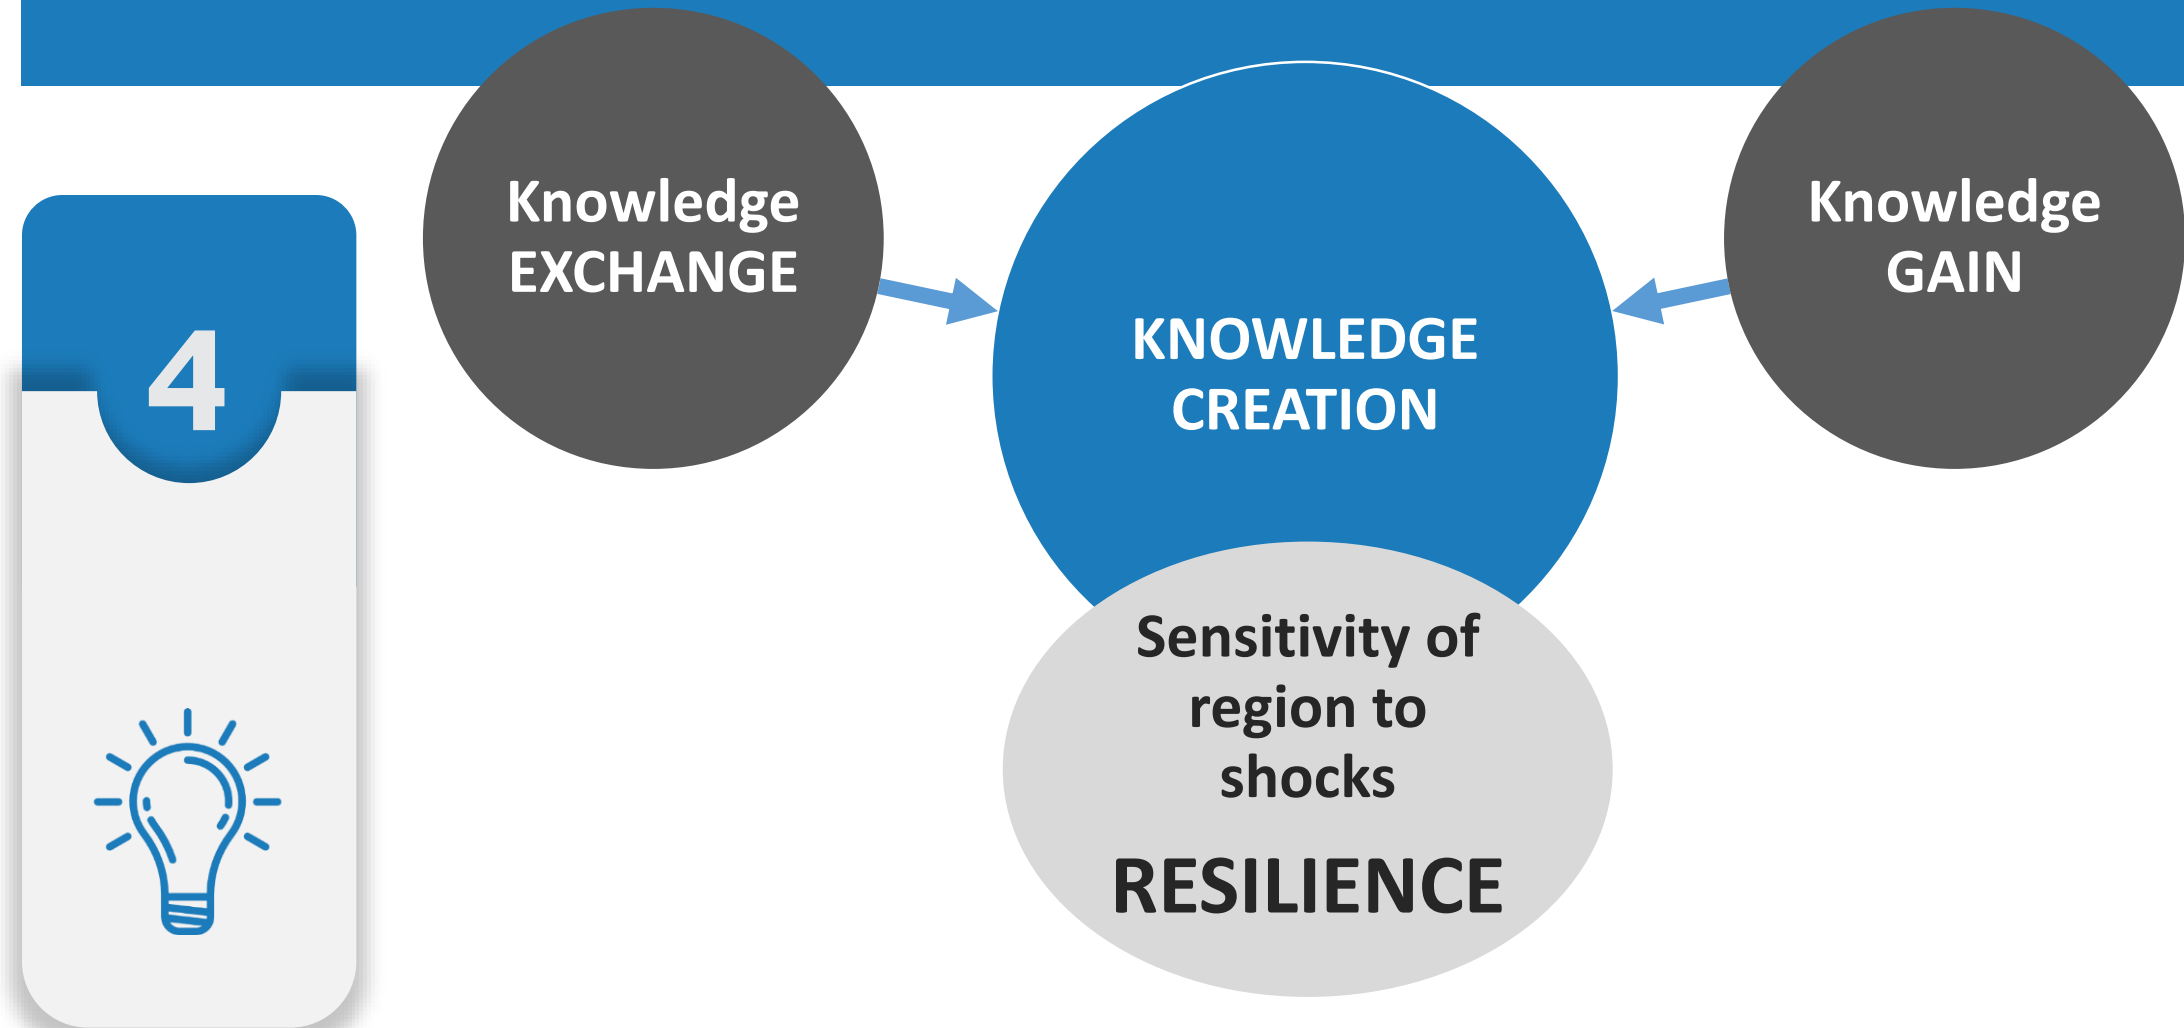 4
Knowledge
EXCHANGE
KNOWLEDGE
CREATION
Knowledge
GAIN
Sensitivity of
region to
shocks
RESILIENCE